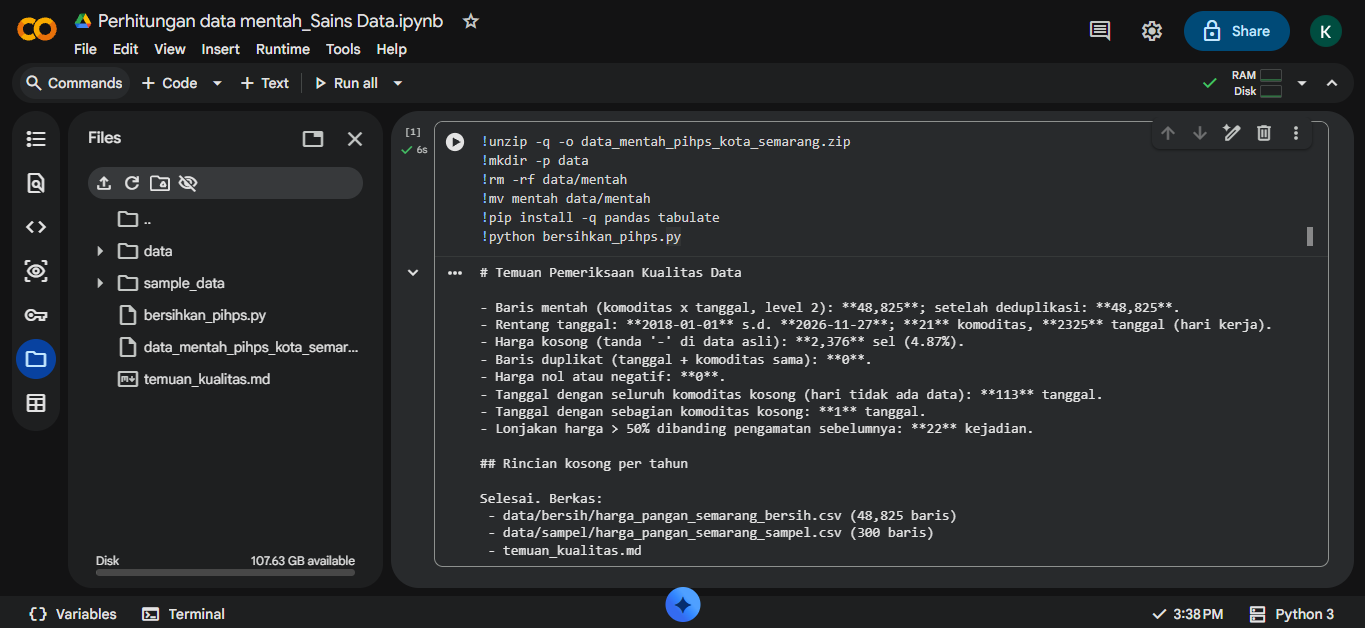 Perhitungan data mentah_Sains Data.ipynb
File Edit View Insert Runtime Tools Help
Share
K
Commands + Code + Text Run all
RAM
Disk
Files
..
data
sample_data
bersihkan_pihps.py
data_mentah_pihps_kota_semar...
temuan_kualitas.md
Disk 107.63 GB available
[1]
6s
!unzip -q -o data_mentah_pihps_kota_semarang.zip
!mkdir -p data
!rm -rf data/mentah
!mv mentah data/mentah
!pip install -q pandas tabulate
!python bersihkan_pihps.py
# Temuan Pemeriksaan Kualitas Data
- Baris mentah (komoditas x tanggal, level 2): **48,825**; setelah deduplikasi: **48,825**.
- Rentang tanggal: **2018-01-01** s.d. **2026-11-27**; **21** komoditas, **2325** tanggal (hari kerja).
- Harga kosong (tanda '-' di data asli): **2,376** sel (4.87%).
- Baris duplikat (tanggal + komoditas sama): **0**.
- Harga nol atau negatif: **0**.
- Tanggal dengan seluruh komoditas kosong (hari tidak ada data): **113** tanggal.
- Tanggal dengan sebagian komoditas kosong: **1** tanggal.
- Lonjakan harga > 50% dibanding pengamatan sebelumnya: **22** kejadian.
## Rincian kosong per tahun
Selesai. Berkas:
- data/bersih/harga_pangan_semarang_bersih.csv (48,825 baris)
- data/sampel/harga_pangan_semarang_sampel.csv (300 baris)
- temuan_kualitas.md
{} Variables Terminal
3:38 PM Python 3